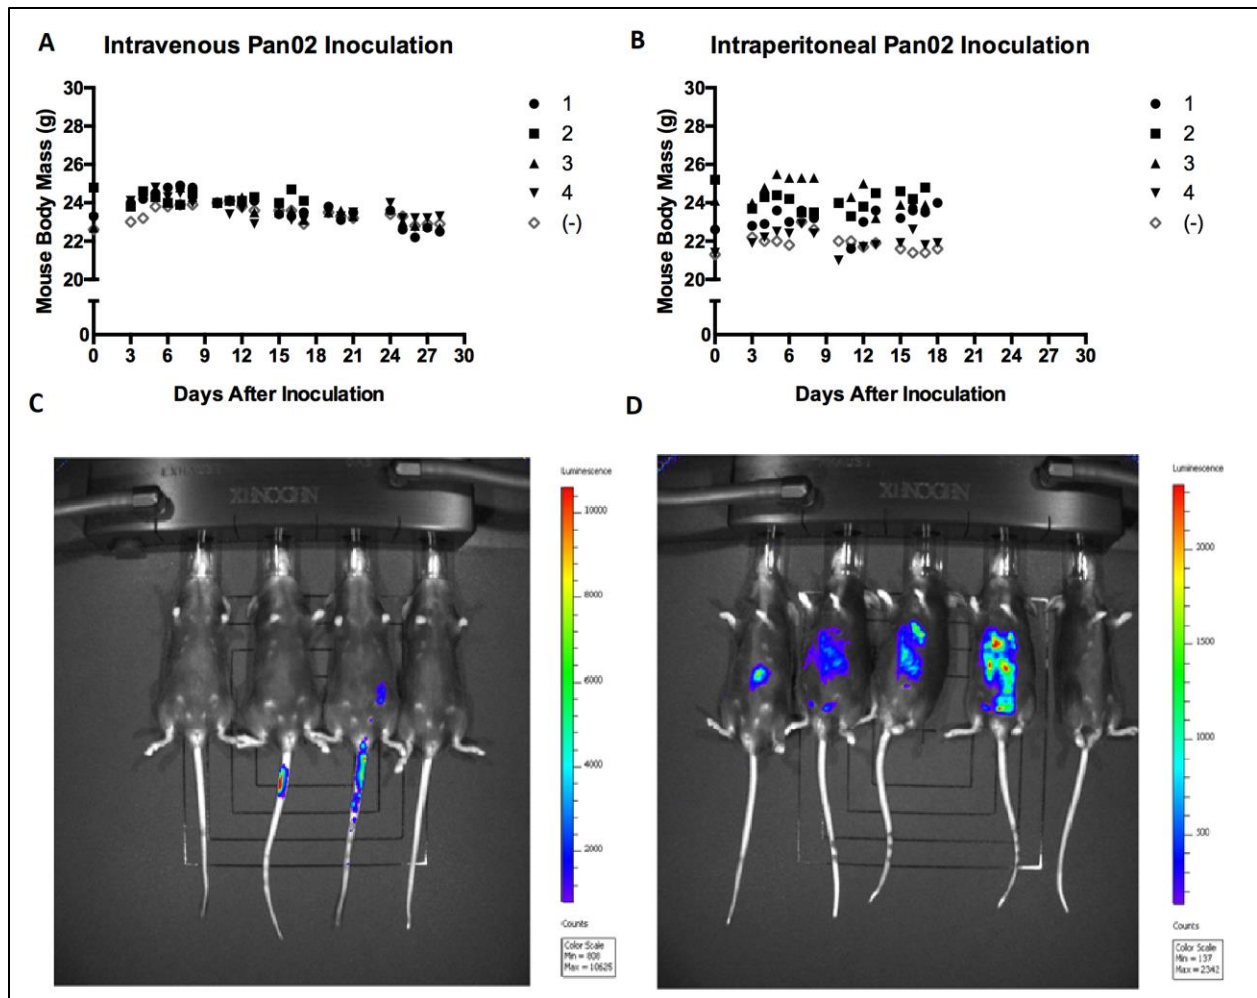 A
Intravenous Pan02 Inoculation
Mouse Body Mass (g)
30
28
26
24
22
20
0
0 3 6 9 12 15 18 21 24 27 30
Days After Inoculation
1
2
3
4
(-)
B
Intraperitoneal Pan02 Inoculation
Mouse Body Mass (g)
30
28
26
24
22
20
0
0 3 6 9 12 15 18 21 24 27 30
Days After Inoculation
1
2
3
4
(-)
C
XENOGEN
Luminescence
10000
8000
6000
4000
2000
Counts
Color Scale
Min = 808
Max = 10625
D
XENOGEN
Luminescence
2000
1500
1000
500
Counts
Color Scale
Min = 137
Max = 2342